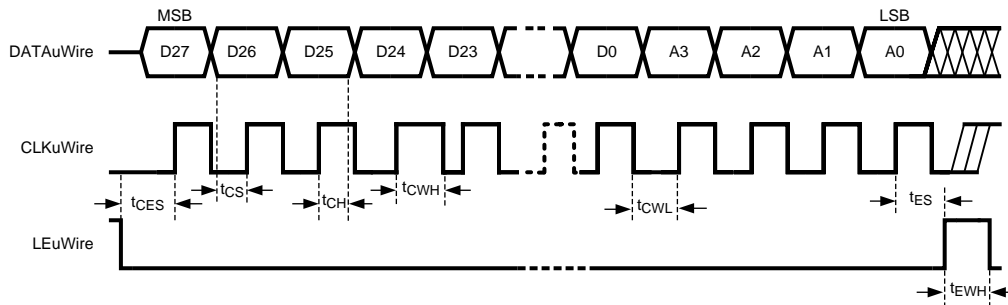 MSB LSB
DATAuWire D27 D26 D25 D24 D23 D0 A3 A2 A1 A0
CLKuWire
tCES tCS tCH tCWH tCWL tES
LEuWire
tEWH